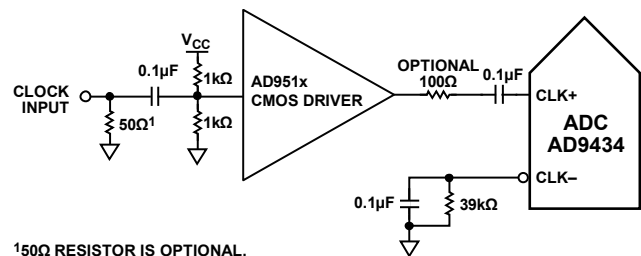 CLOCK
INPUT
50Ω¹
0.1µF
VCC
1kΩ
1kΩ
AD951x
CMOS DRIVER
OPTIONAL
100Ω
0.1µF
CLK+
ADC
AD9434
CLK–
0.1µF
39kΩ
¹50Ω RESISTOR IS OPTIONAL.